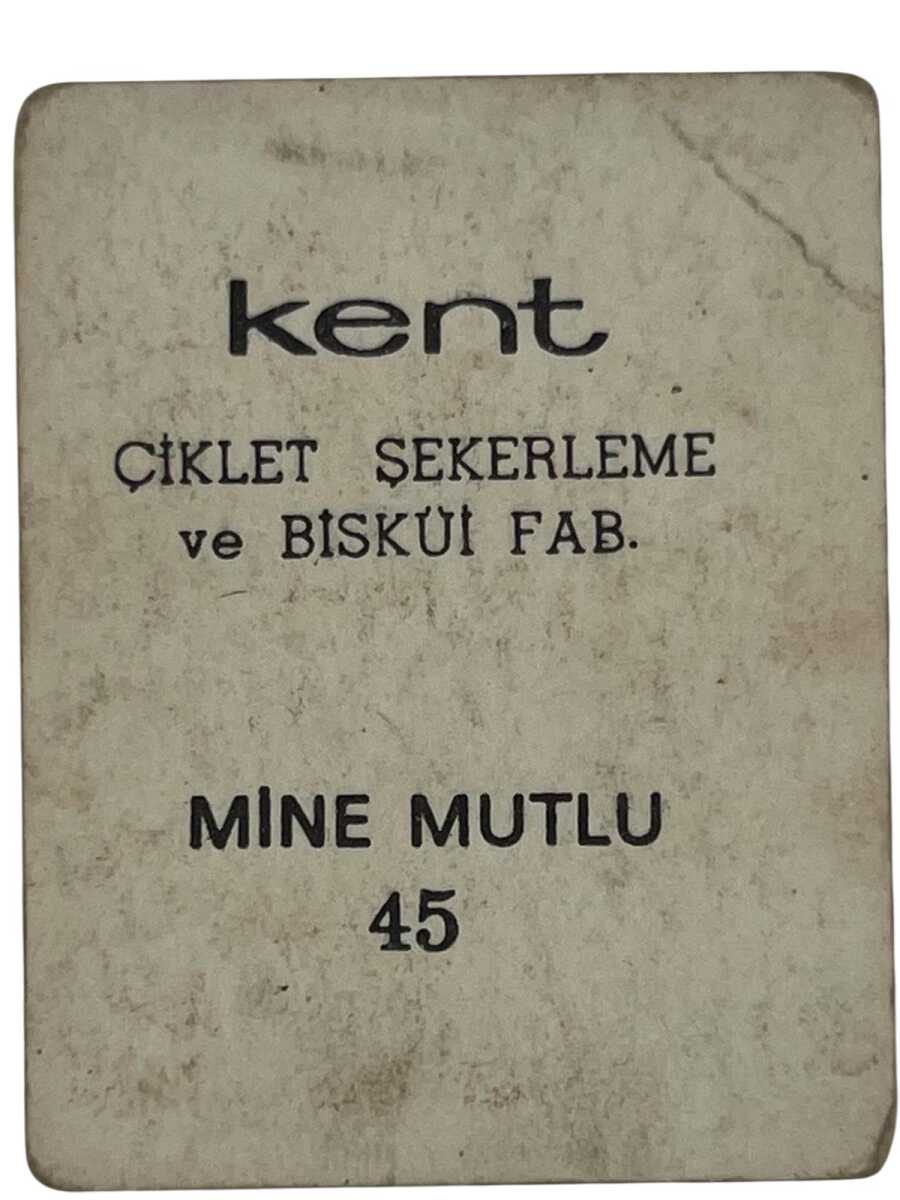 kent
ÇİKLET ŞEKERLEME
ve BİSKÜİ FAB.
MİNE MUTLU
45